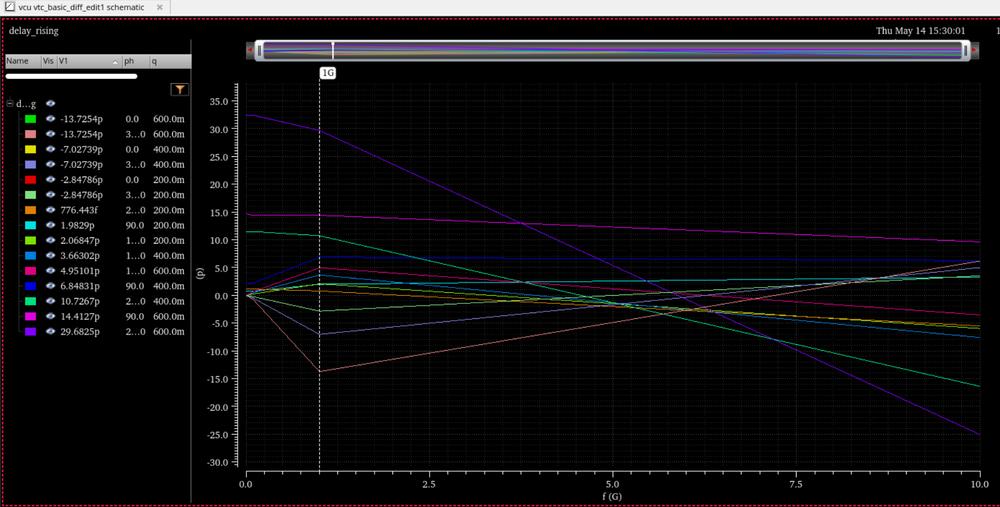 vcu vtc_basic_diff_edit1 schematic
delay_rising
Thu May 14 15:30:01
1
Name Vis V1 ph q
1G
d...g
-13.7254p 0.0 600.0m
-13.7254p 3...0 600.0m
-7.02739p 0.0 400.0m
-7.02739p 3...0 400.0m
-2.84786p 0.0 200.0m
-2.84786p 3...0 200.0m
776.443f 2...0 200.0m
1.9829p 90.0 200.0m
2.06847p 1...0 200.0m
3.66302p 1...0 400.0m
4.95101p 1...0 600.0m
6.84831p 90.0 400.0m
10.7267p 2...0 400.0m
14.4127p 90.0 600.0m
29.6825p 2...0 600.0m
(p)
35.0
30.0
25.0
20.0
15.0
10.0
5.0
0.0
-5.0
-10.0
-15.0
-20.0
-25.0
-30.0
0.0 2.5 5.0 7.5 10.0
f (G)